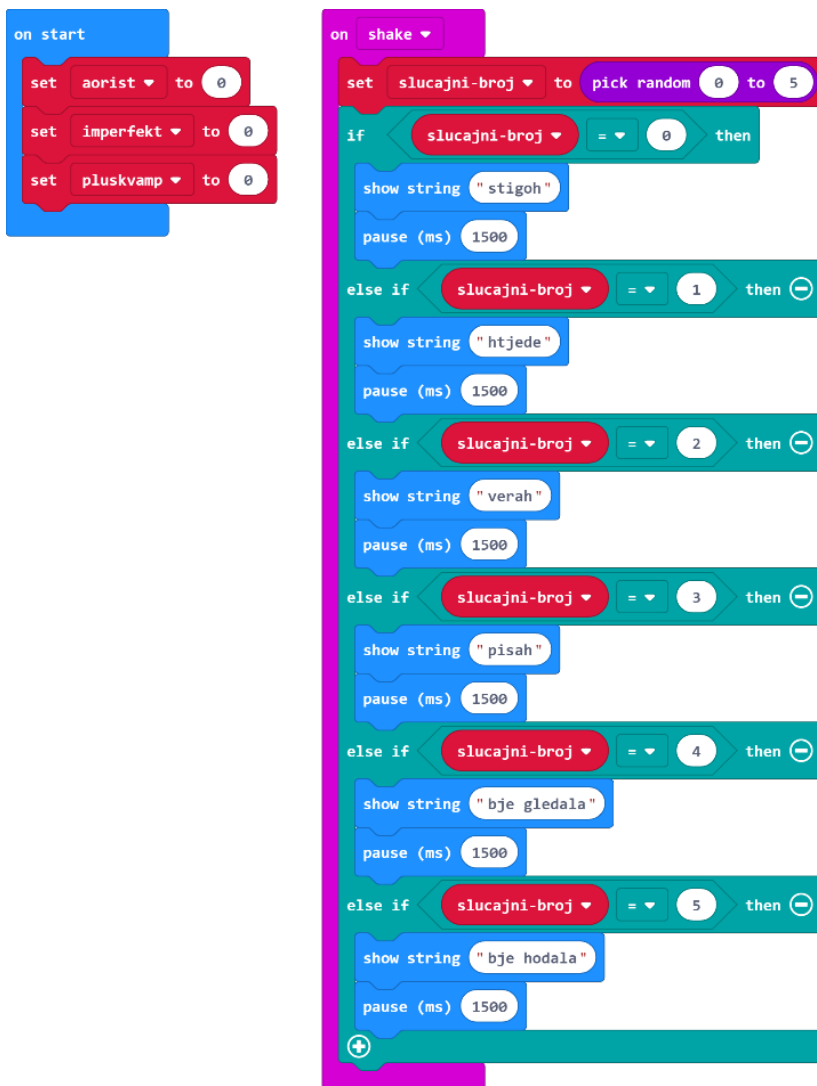 on start
set aorist to 0
set imperfekt to 0
set pluskvamp to 0
on shake
set slucajni-broj to pick random 0 to 5
if slucajni-broj = 0 then
show string "stigoh"
pause (ms) 1500
else if slucajni-broj = 1 then
show string "htjede"
pause (ms) 1500
else if slucajni-broj = 2 then
show string "verah"
pause (ms) 1500
else if slucajni-broj = 3 then
show string "pisah"
pause (ms) 1500
else if slucajni-broj = 4 then
show string "bje gledala"
pause (ms) 1500
else if slucajni-broj = 5 then
show string "bje hodala"
pause (ms) 1500